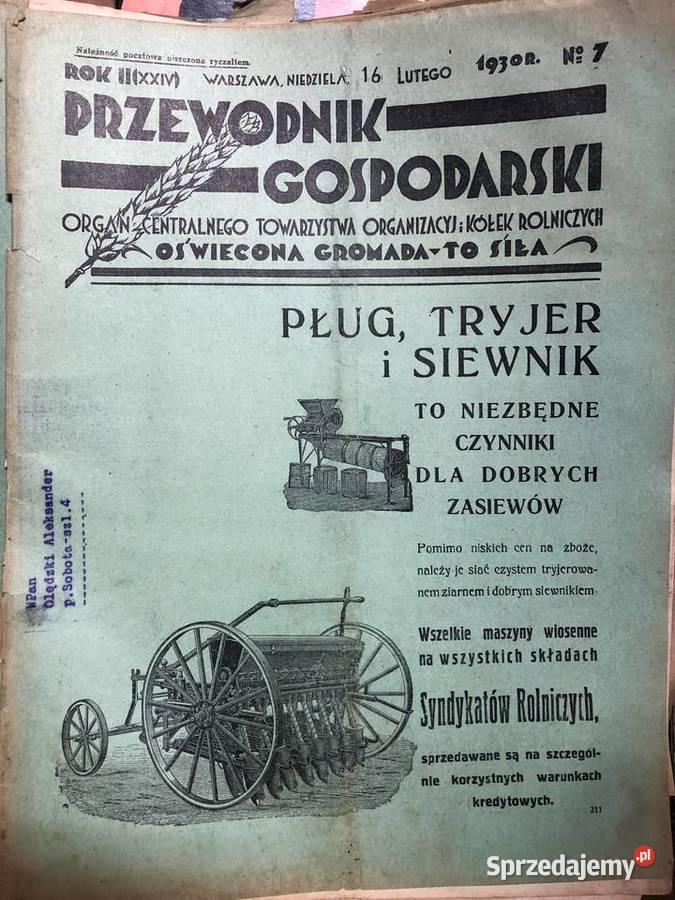 Należność pocztowa uiszczona ryczałtem.
ROK II (XXIV) WARSZAWA, NIEDZIELA, 16 LUTEGO 1930 R. № 7
PRZEWODNIK
GOSPODARSKI
ORGAN CENTRALNEGO TOWARZYSTWA ORGANIZACYJ i KÓŁEK ROLNICZYCH
OŚWIECONA GROMADA-TO SIŁA
PŁUG, TRYJER
i SIEWNIK
TO NIEZBĘDNE
CZYNNIKI
DLA DOBRYCH
ZASIEWÓW
Pomimo niskich cen na zboże,
należy je siać czystem tryjerowa-
nem ziarnem i dobrym siewnikiem
Wszelkie maszyny wiosenne
na wszystkich składach
Syndykatów Rolniczych,
sprzedawane są na szczegól-
nie korzystnych warunkach
kredytowych.
211
WPan
Olędzki Aleksander
p.Sobota-szl.4
Sprzedajemy.pl